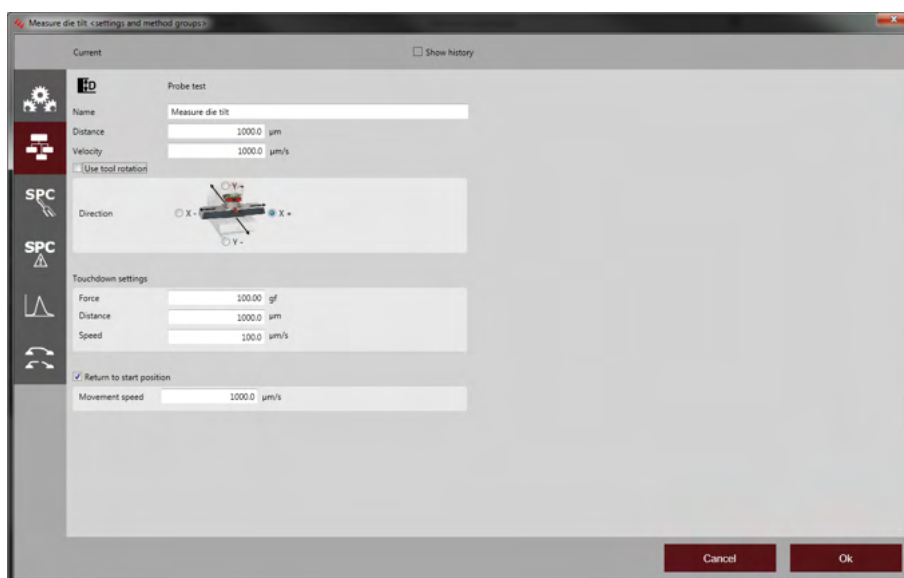 Measure die tilt <settings and method groups>
Current Show history
Probe test
Name Measure die tilt
Distance 1000.0 µm
Velocity 1000.0 µm/s
Use tool rotation
Y +
Direction X - X +
Y -
Touchdown settings
Force 100.00 gf
Distance 1000.0 µm
Speed 100.0 µm/s
Return to start position
Movement speed 1000.0 µm/s
SPC
SPC
Cancel Ok